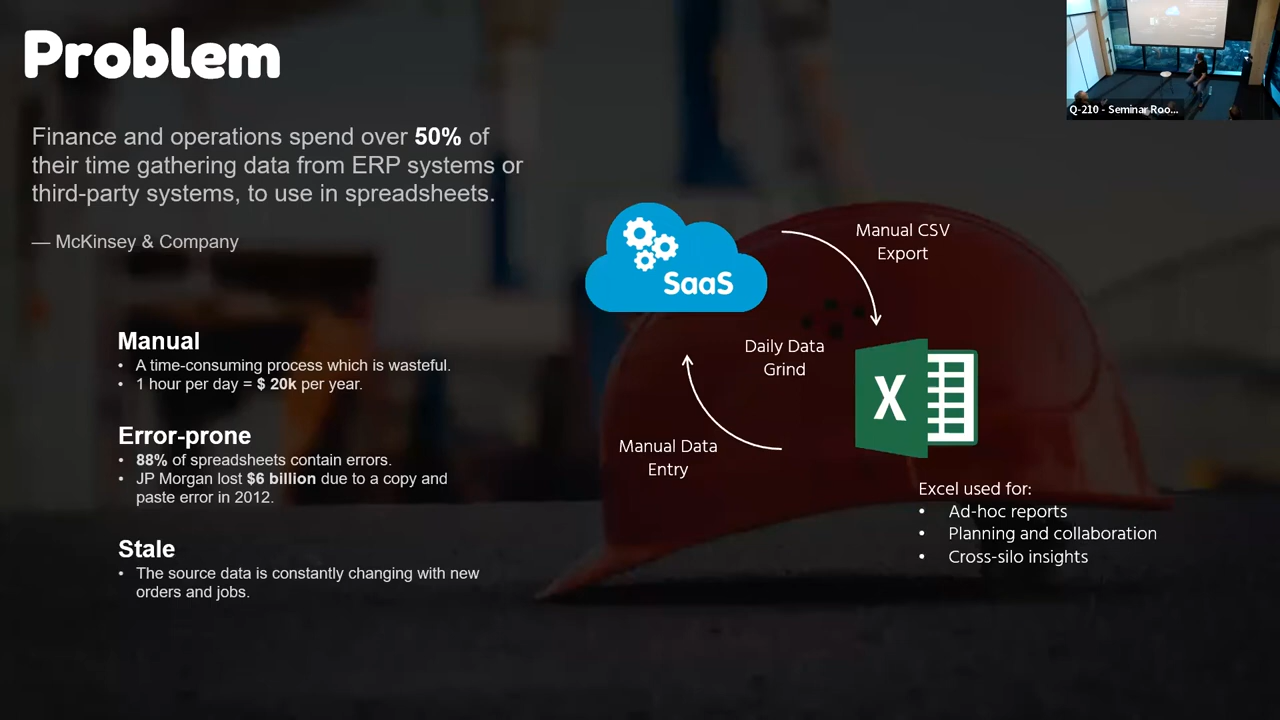 Problem
Finance and operations spend over 50% of
their time gathering data from ERP systems or
third-party systems, to use in spreadsheets.
— McKinsey & Company
Manual
• A time-consuming process which is wasteful.
• 1 hour per day = $ 20k per year.
Error-prone
• 88% of spreadsheets contain errors.
• JP Morgan lost $6 billion due to a copy and
paste error in 2012.
Stale
• The source data is constantly changing with new
orders and jobs.
SaaS
Manual CSV
Export
Daily Data
Grind
X
Manual Data
Entry
Excel used for:
• Ad-hoc reports
• Planning and collaboration
• Cross-silo insights
Q-210 - Seminar Roo...